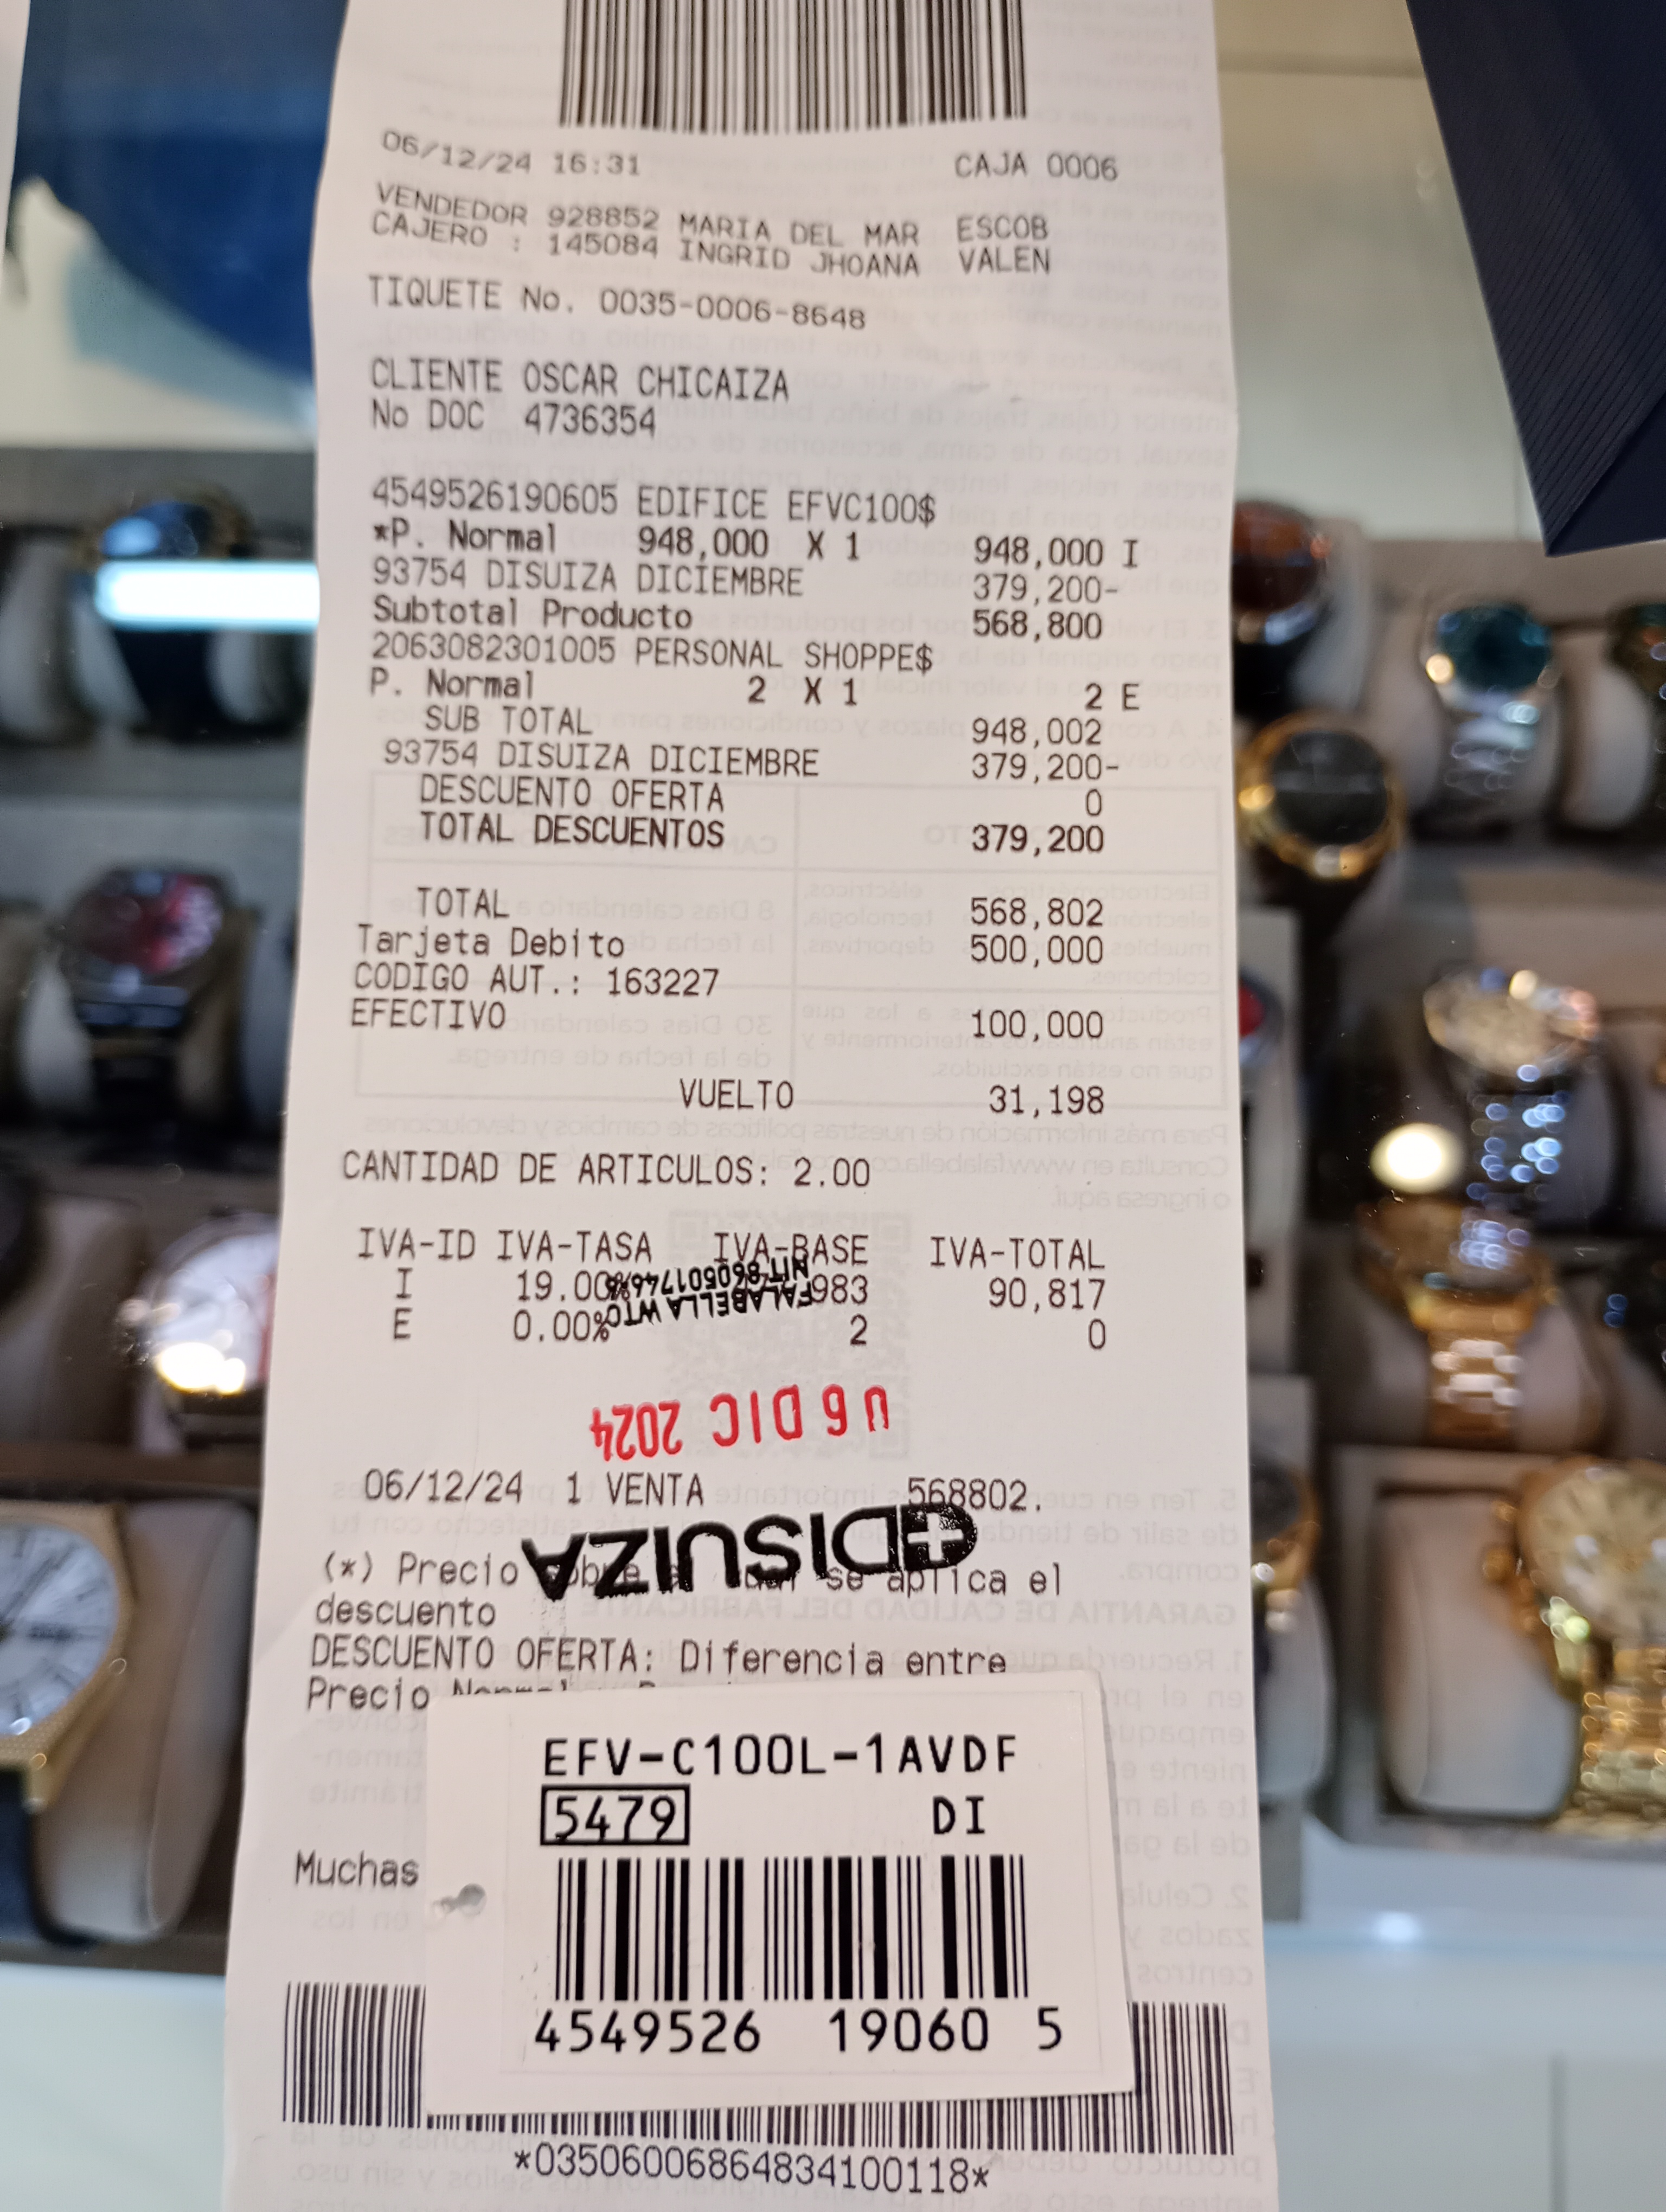 06/12/24 16:31 CAJA 0006
VENDEDOR 928852 MARIA DEL MAR ESCOB
CAJERO : 145084 INGRID JHOANA VALEN
TIQUETE No. 0035-0006-8648
CLIENTE OSCAR CHICAIZA
No DOC 4736354
4549526190605 EDIFICE EFVC100$
*P. Normal 948,000 X 1 948,000 I
93754 DISUIZA DICIEMBRE 379,200-
Subtotal Producto 568,800
2063082301005 PERSONAL SHOPPE$
P. Normal 2 X 1 2 E
SUB TOTAL 948,002
93754 DISUIZA DICIEMBRE 379,200-
DESCUENTO OFERTA 0
TOTAL DESCUENTOS 379,200
TOTAL 568,802
Tarjeta Debito 500,000
CODIGO AUT.: 163227
EFECTIVO 100,000
VUELTO 31,198
CANTIDAD DE ARTICULOS: 2.00
IVA-ID IVA-TASA IVA-BASE IVA-TOTAL
I 19.00% 983 90,817
E 0.00% 2 0
FALABELLA WTC
06 DIC 2024
06/12/24 1 VENTA 568802.
DISUIZA
(*) Precio sobre el cual se aplica el
descuento
DESCUENTO OFERTA: Diferencia entre
Precio
EFV-C100L-1AVDF
5479 DI
Muchas
4549526 19060 5
*035060068648341001​18*